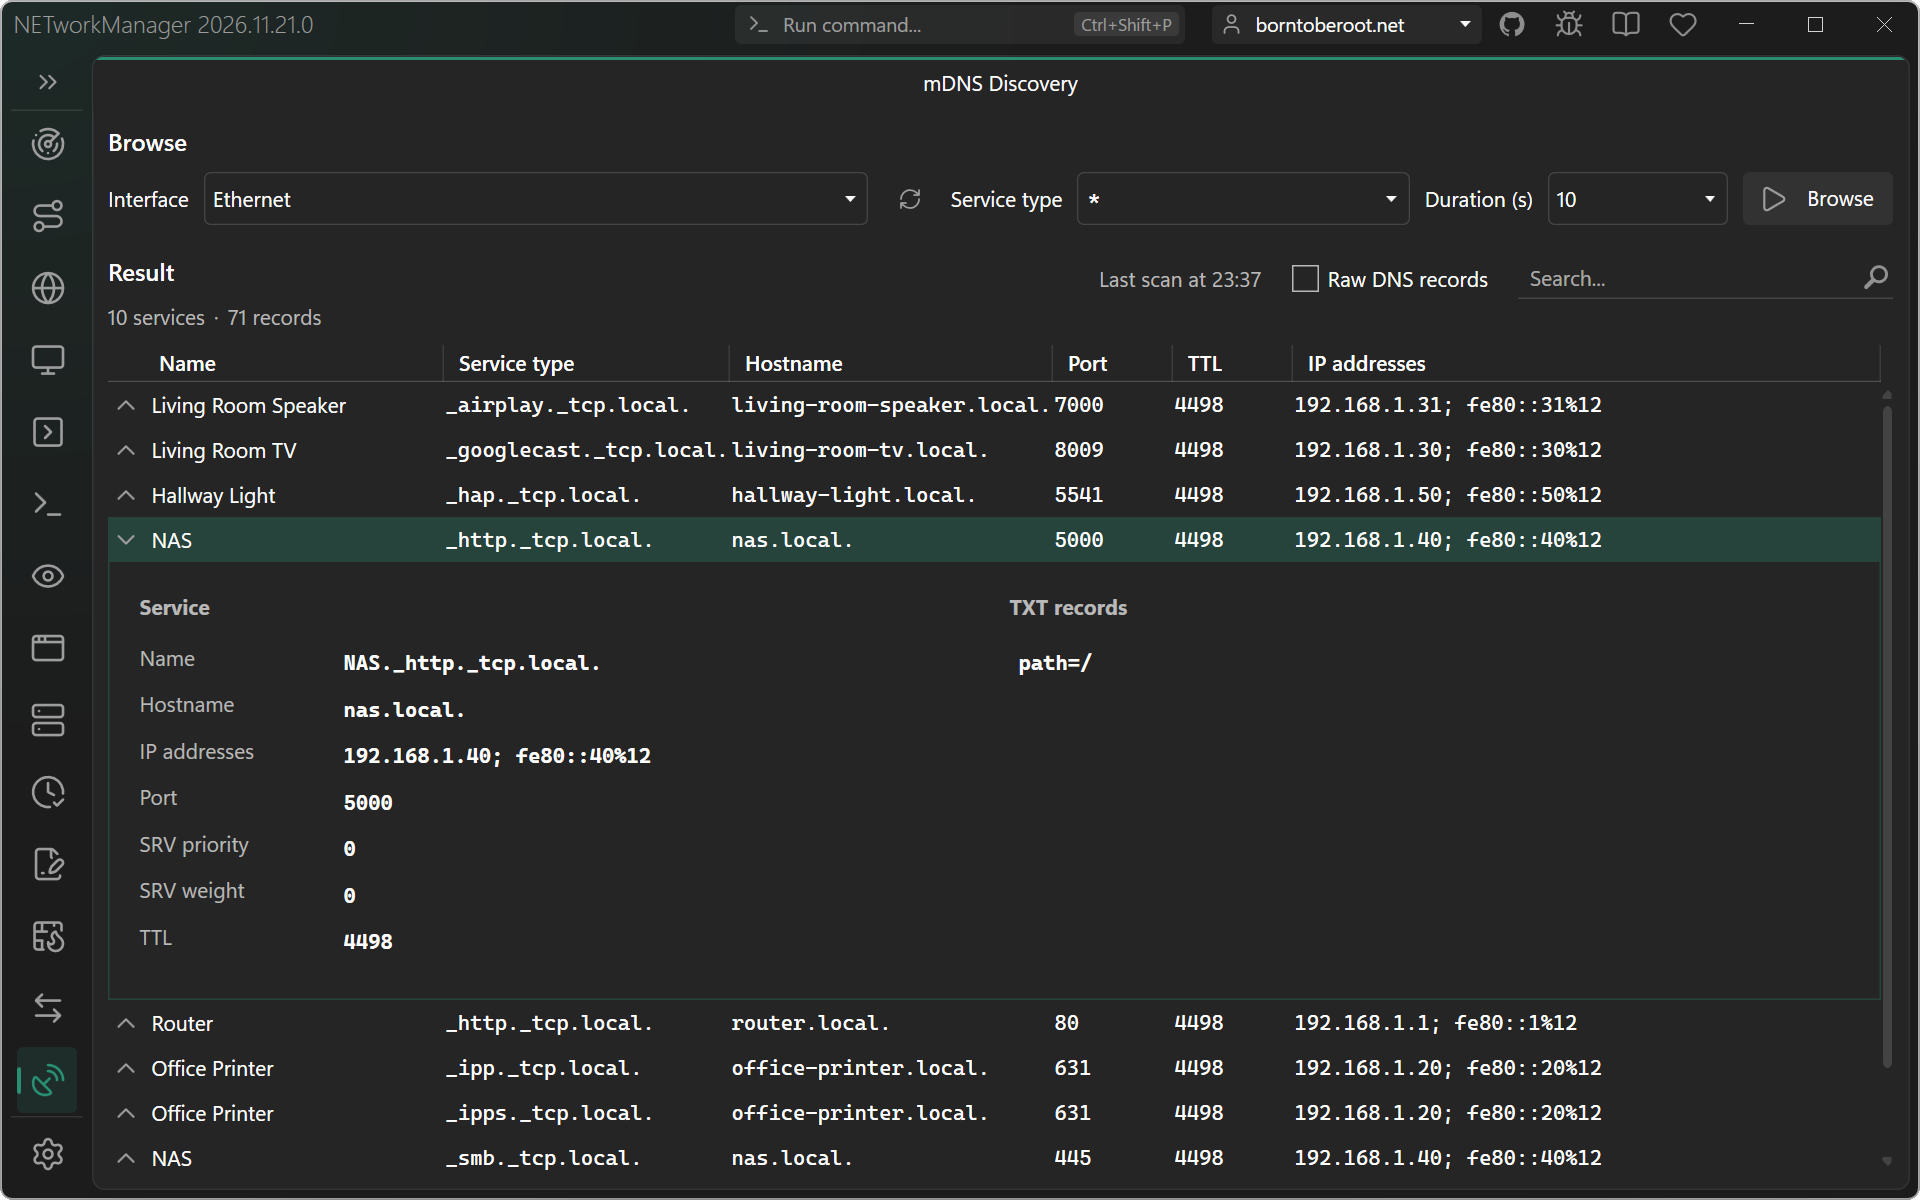 NETworkManager 2026.11.21.0
Run command...
Ctrl+Shift+P
borntoberoot.net
mDNS Discovery
Browse
Interface
Ethernet
Service type
*
Duration (s)
10
Browse
Result
Last scan at 23:37
Raw DNS records
Search...
10 services · 71 records
Name Service type Hostname Port TTL IP addresses
Living Room Speaker _airplay._tcp.local. living-room-speaker.local. 7000 4498 192.168.1.31; fe80::31%12
Living Room TV _googlecast._tcp.local. living-room-tv.local. 8009 4498 192.168.1.30; fe80::30%12
Hallway Light _hap._tcp.local. hallway-light.local. 5541 4498 192.168.1.50; fe80::50%12
NAS _http._tcp.local. nas.local. 5000 4498 192.168.1.40; fe80::40%12
Service
TXT records
Name NAS._http._tcp.local.
path=/
Hostname nas.local.
IP addresses 192.168.1.40; fe80::40%12
Port 5000
SRV priority 0
SRV weight 0
TTL 4498
Router _http._tcp.local. router.local. 80 4498 192.168.1.1; fe80::1%12
Office Printer _ipp._tcp.local. office-printer.local. 631 4498 192.168.1.20; fe80::20%12
Office Printer _ipps._tcp.local. office-printer.local. 631 4498 192.168.1.20; fe80::20%12
NAS _smb._tcp.local. nas.local. 445 4498 192.168.1.40; fe80::40%12